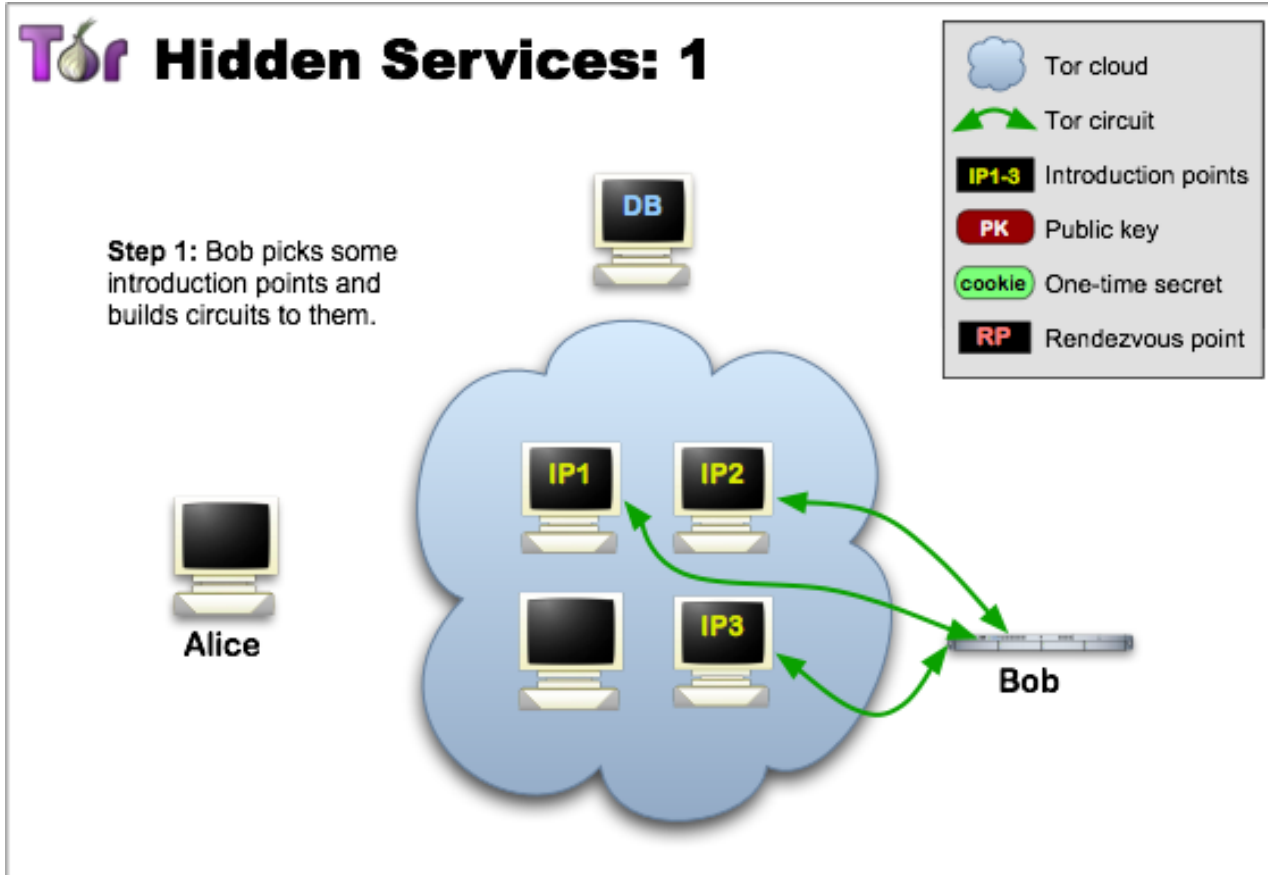 Tor Hidden Services: 1
Tor cloud
Tor circuit
IP1-3 Introduction points
PK Public key
cookie One-time secret
RP Rendezvous point
DB
Step 1: Bob picks some
introduction points and
builds circuits to them.
IP1 IP2
IP3
Alice
Bob